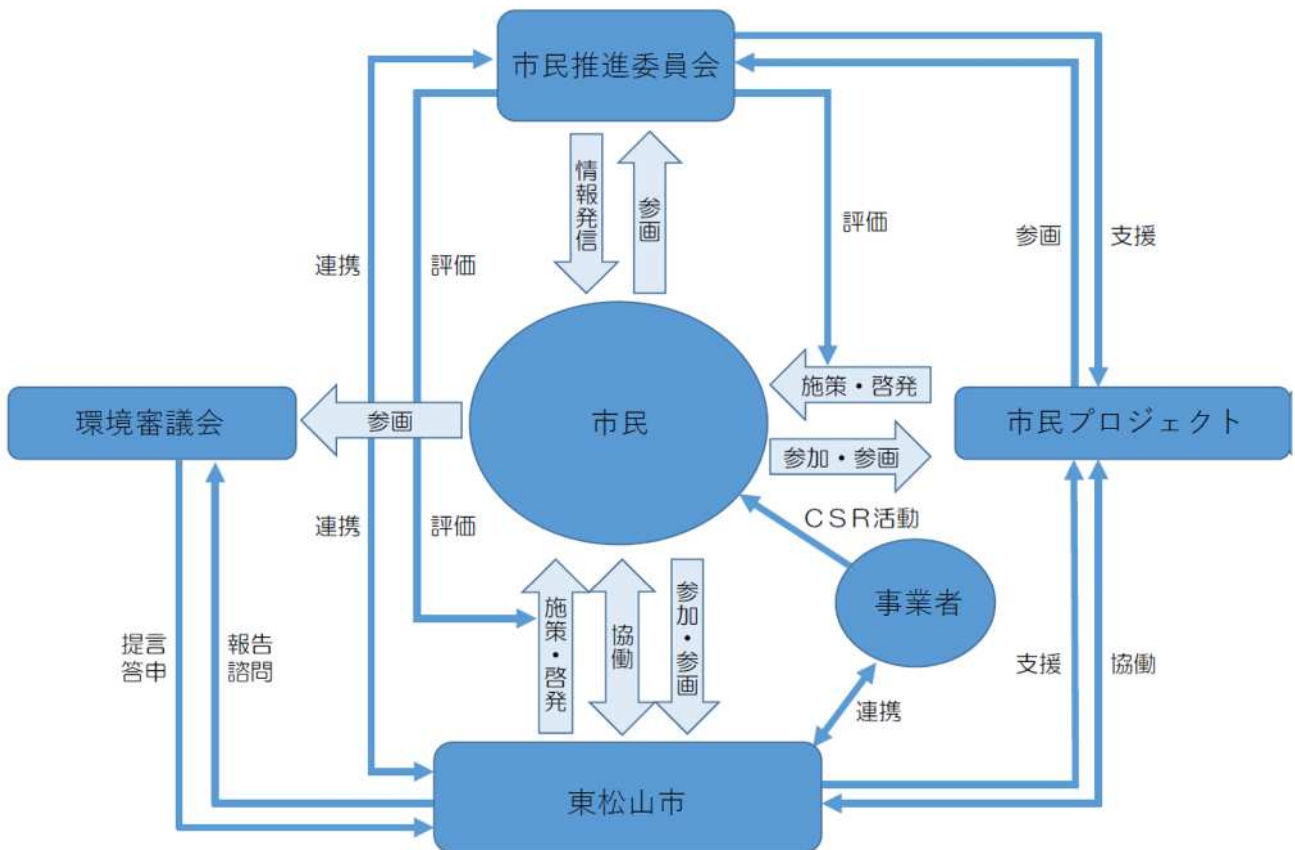 市民推進委員会
情報発信
参画
連携
評価
評価
参画
支援
環境審議会
参画
市民
施策・啓発
参加・参画
市民プロジェクト
連携
評価
CSR活動
事業者
提言
答申
報告
諮問
施策・啓発
協働
参加・参画
連携
支援
協働
東松山市